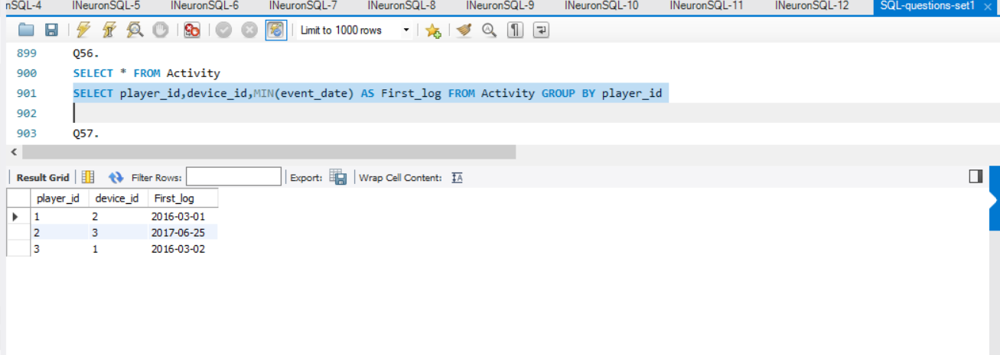 nSQL-4 INeuronSQL-5 INeuronSQL-6 INeuronSQL-7 INeuronSQL-8 INeuronSQL-9 INeuronSQL-10 INeuronSQL-11 INeuronSQL-12 SQL-questions-set1
Limit to 1000 rows
899 Q56.
900 SELECT * FROM Activity
901 SELECT player_id,device_id,MIN(event_date) AS First_log FROM Activity GROUP BY player_id
902
903 Q57.
Result Grid Filter Rows: Export: Wrap Cell Content: IA
player_id device_id First_log
1 2 2016-03-01
2 3 2017-06-25
3 1 2016-03-02